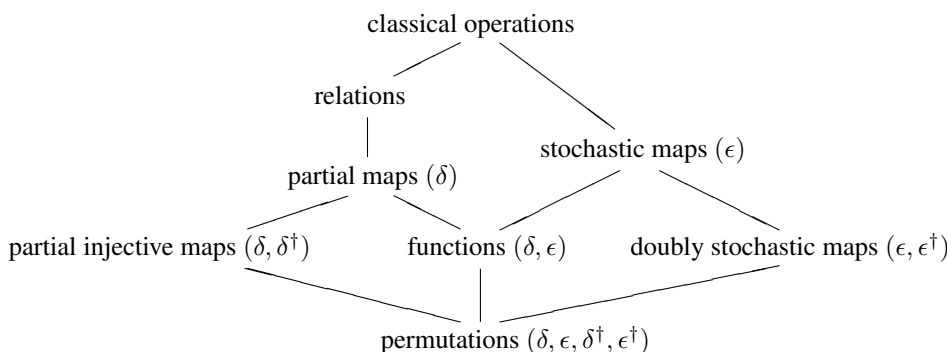 classical operations
relations
stochastic maps (ϵ)
partial maps (δ)
partial injective maps (δ, δ†) functions (δ, ϵ) doubly stochastic maps (ϵ, ϵ†)
permutations (δ, ϵ, δ†, ϵ†)